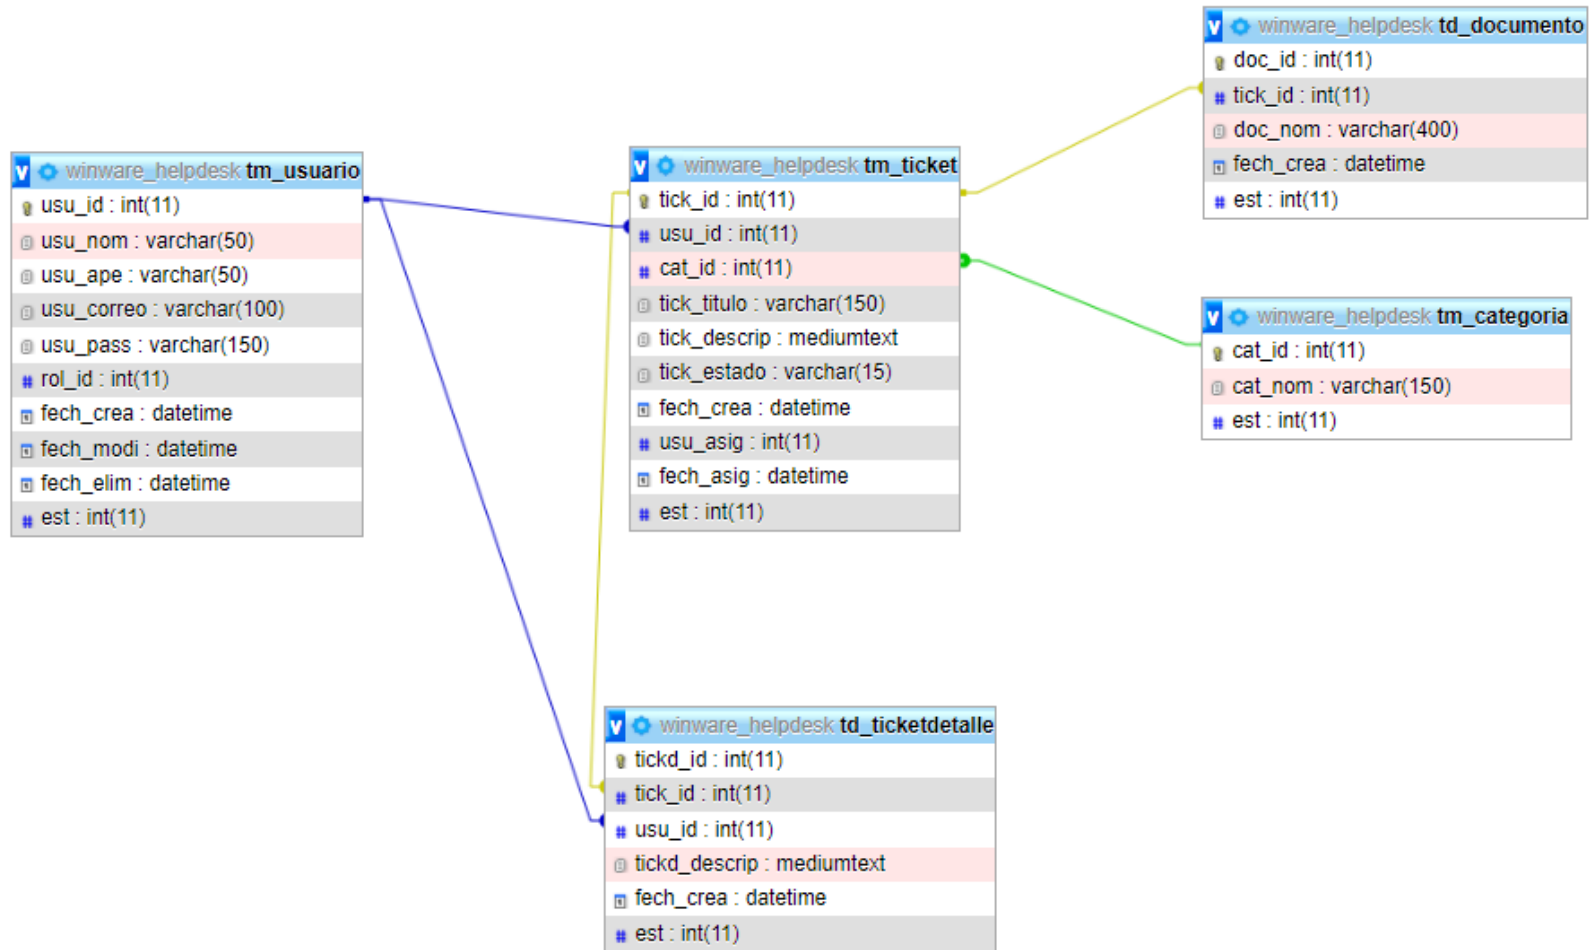 v winware_helpdesk tm_usuario
usu_id : int(11)
usu_nom : varchar(50)
usu_ape : varchar(50)
usu_correo : varchar(100)
usu_pass : varchar(150)
rol_id : int(11)
fech_crea : datetime
fech_modi : datetime
fech_elim : datetime
est : int(11)
v winware_helpdesk tm_ticket
tick_id : int(11)
usu_id : int(11)
cat_id : int(11)
tick_titulo : varchar(150)
tick_descrip : mediumtext
tick_estado : varchar(15)
fech_crea : datetime
usu_asig : int(11)
fech_asig : datetime
est : int(11)
v winware_helpdesk td_documento
doc_id : int(11)
tick_id : int(11)
doc_nom : varchar(400)
fech_crea : datetime
est : int(11)
v winware_helpdesk tm_categoria
cat_id : int(11)
cat_nom : varchar(150)
est : int(11)
v winware_helpdesk td_ticketdetalle
tickd_id : int(11)
tick_id : int(11)
usu_id : int(11)
tickd_descrip : mediumtext
fech_crea : datetime
est : int(11)